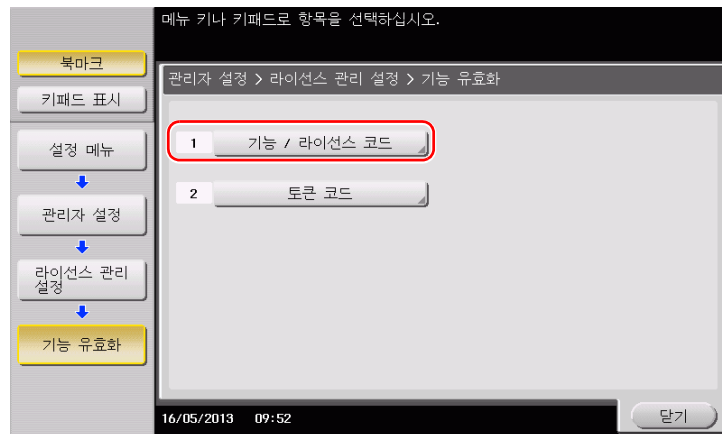 메뉴 키나 키패드로 항목을 선택하십시오.
북마크
키패드 표시
설정 메뉴
관리자 설정
라이선스 관리
설정
기능 유효화
관리자 설정 > 라이선스 관리 설정 > 기능 유효화
1 기능 / 라이선스 코드
2 토큰 코드
16/05/2013 09:52
닫기